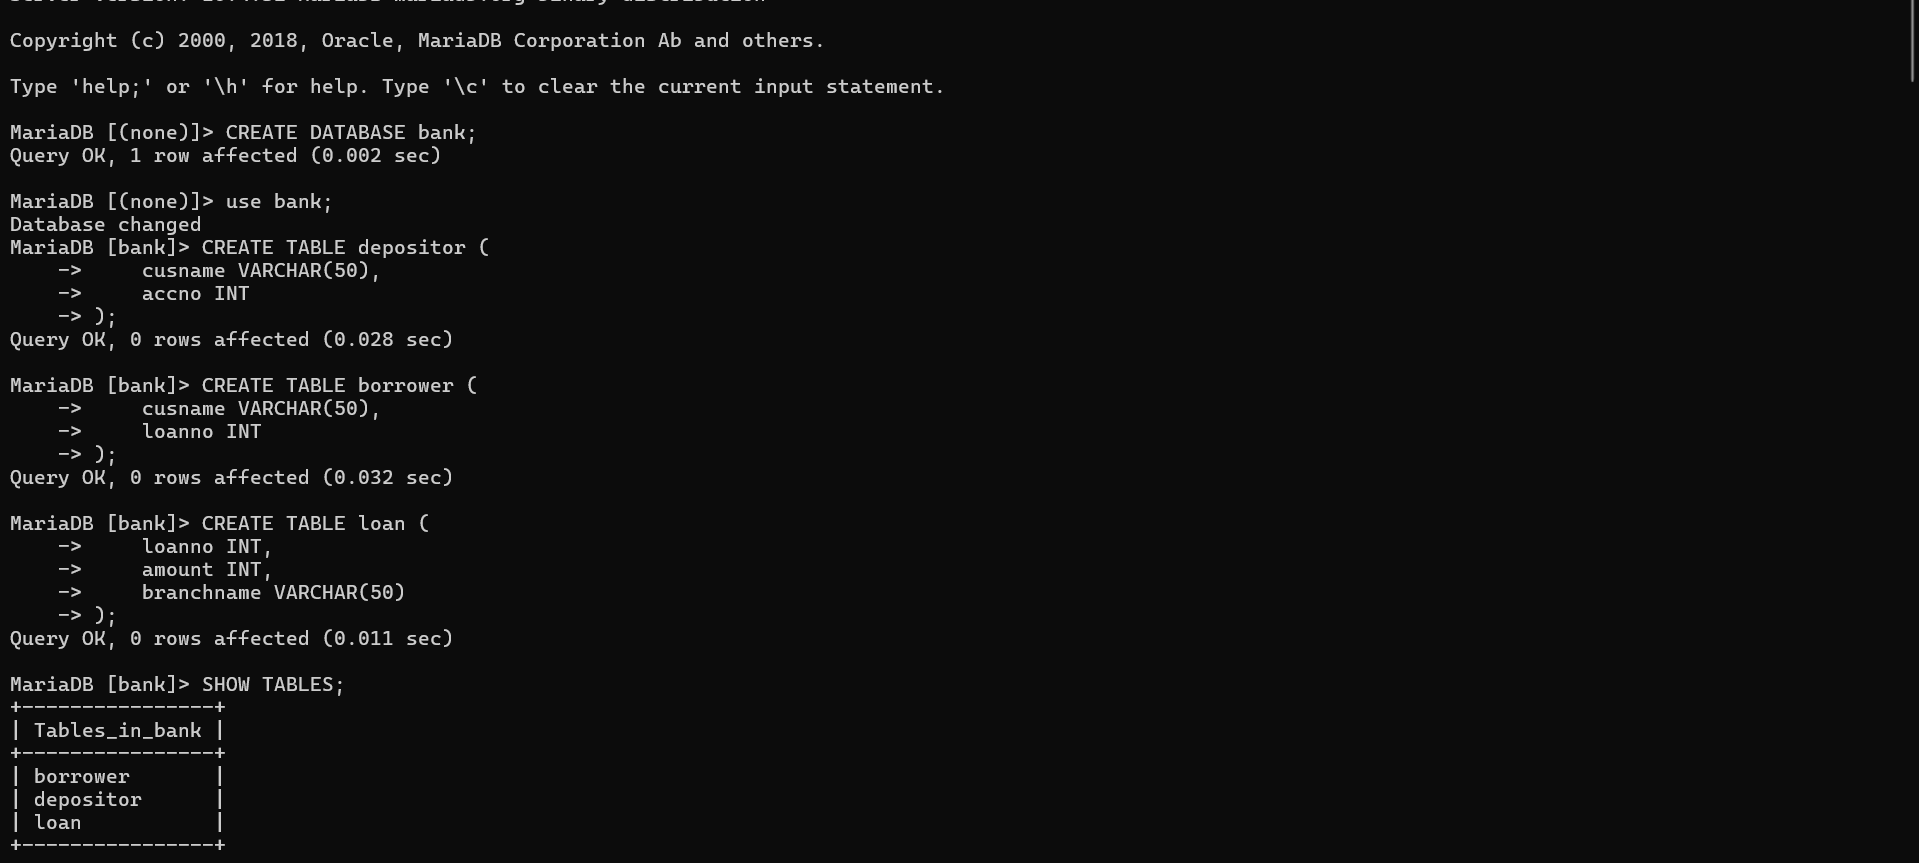 Copyright (c) 2000, 2018, Oracle, MariaDB Corporation Ab and others.
Type 'help;' or '\h' for help. Type '\c' to clear the current input statement.
MariaDB [(none)]> CREATE DATABASE bank;
Query OK, 1 row affected (0.002 sec)
MariaDB [(none)]> use bank;
Database changed
MariaDB [bank]> CREATE TABLE depositor (
    ->     cusname VARCHAR(50),
    ->     accno INT
    -> );
Query OK, 0 rows affected (0.028 sec)
MariaDB [bank]> CREATE TABLE borrower (
    ->     cusname VARCHAR(50),
    ->     loanno INT
    -> );
Query OK, 0 rows affected (0.032 sec)
MariaDB [bank]> CREATE TABLE loan (
    ->     loanno INT,
    ->     amount INT,
    ->     branchname VARCHAR(50)
    -> );
Query OK, 0 rows affected (0.011 sec)
MariaDB [bank]> SHOW TABLES;
+----------------+
| Tables_in_bank |
+----------------+
| borrower       |
| depositor      |
| loan           |
+----------------+